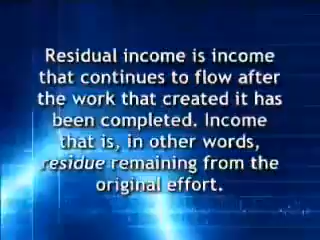 Residual income is income
that continues to flow after
the work that created it has
been completed. Income
that is, in other words,
residue remaining from the
original effort.